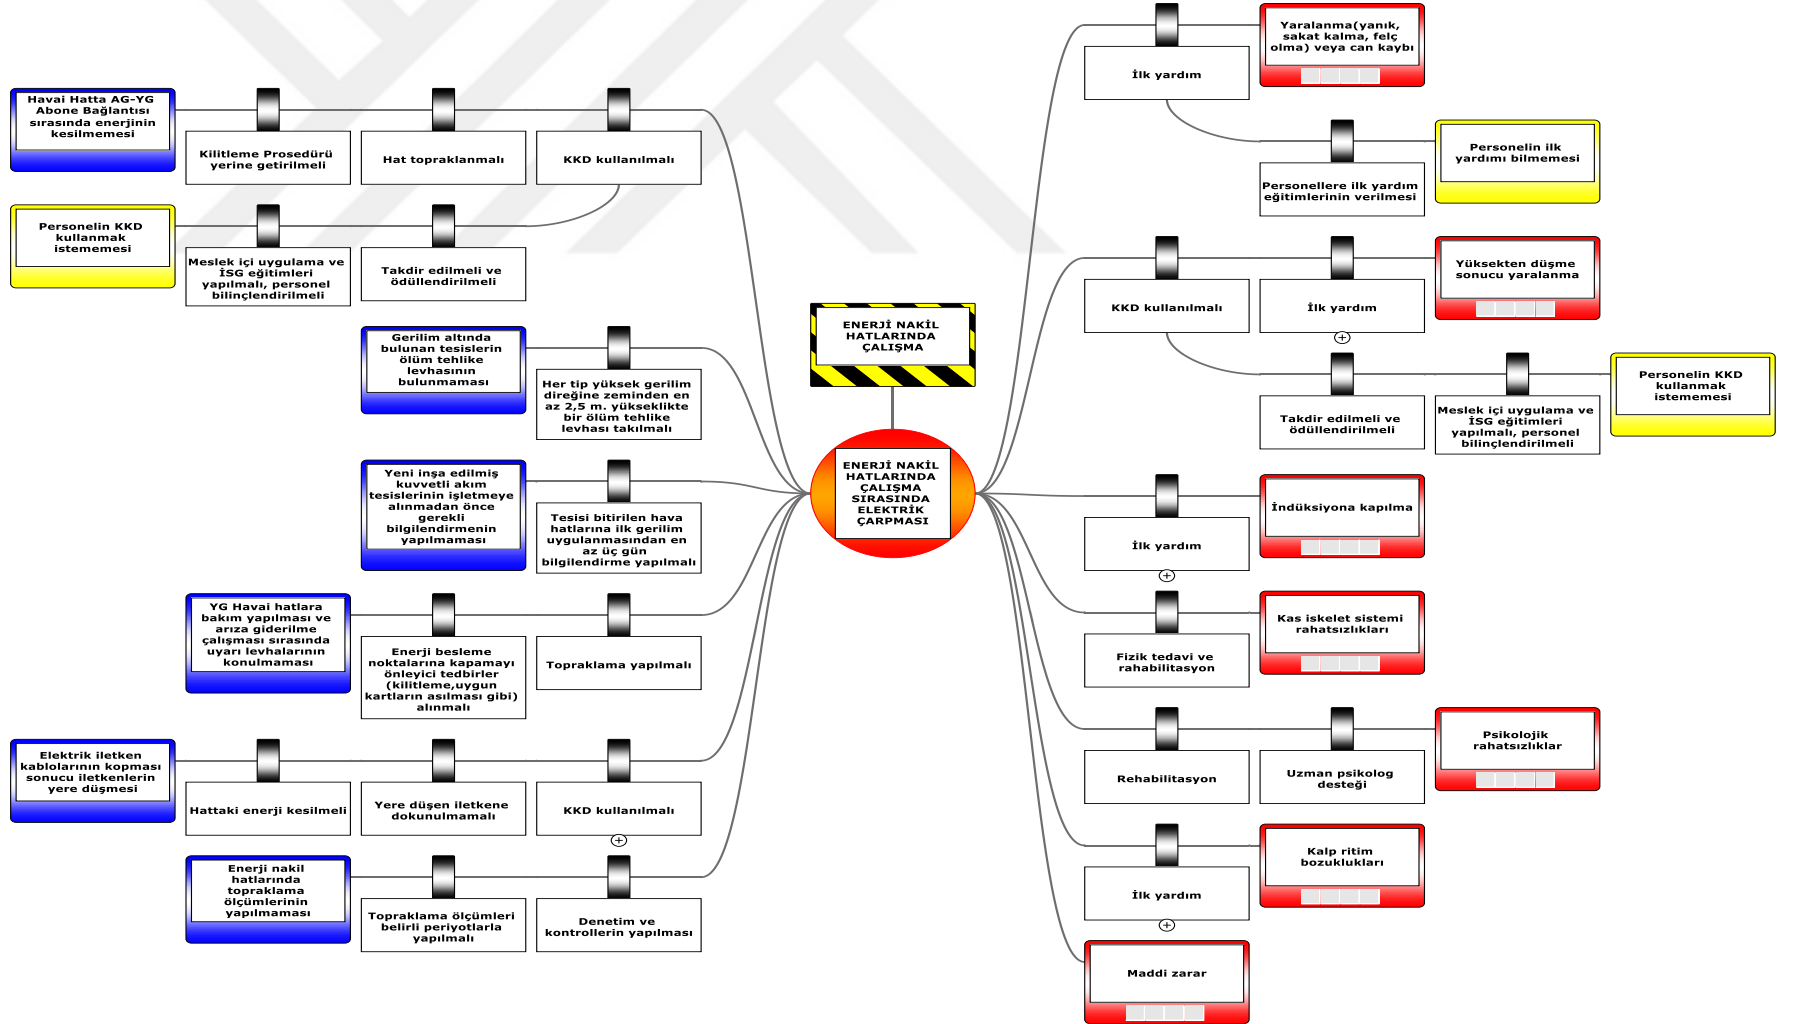 Havai Hatta AG-YG
Abone Bağlantısı
sırasında enerjinin
kesilmemesi
Kilitleme Prosedürü
yerine getirilmeli
Hat topraklanmalı
KKD kullanılmalı
Personelin KKD
kullanmak
istememesi
Meslek içi uygulama ve
İSG eğitimleri
yapılmalı, personel
bilinçlendirilmeli
Takdir edilmeli ve
ödüllendirilmeli
Gerilim altında
bulunan tesislerin
ölüm tehlike
levhasının
bulunmaması
Her tip yüksek gerilim
direğine zeminden en
az 2,5 m. yükseklikte
bir ölüm tehlike
levhası takılmalı
Yeni inşa edilmiş
kuvvetli akım
tesislerinin işletmeye
alınmadan önce
gerekli
bilgilendirmenin
yapılmaması
Tesisi bitirilen hava
hatlarına ilk gerilim
uygulanmasından en
az üç gün
bilgilendirme yapılmalı
YG Havai hatlara
bakım yapılması ve
arıza giderilme
çalışması sırasında
uyarı levhalarının
konulmaması
Enerji besleme
noktalarına kapamayı
önleyici tedbirler
(kilitleme,uygun
kartların asılması gibi)
alınmalı
Topraklama yapılmalı
Elektrik iletken
kablolarının kopması
sonucu iletkenlerin
yere düşmesi
Hattaki enerji kesilmeli
Yere düşen iletkene
dokunulmamalı
KKD kullanılmalı
Enerji nakil
hatlarında
topraklama
ölçümlerinin
yapılmaması
Topraklama ölçümleri
belirli periyotlarla
yapılmalı
Denetim ve
kontrollerin yapılması
ENERJİ NAKİL
HATLARINDA
ÇALIŞMA
ENERJİ NAKİL
HATLARINDA
ÇALIŞMA
SIRASINDA
ELEKTRİK
ÇARPMASI
İlk yardım
Yaralanma(yanık,
sakat kalma, felç
olma) veya can kaybı
Personellere ilk yardım
eğitimlerinin verilmesi
Personelin ilk
yardımı bilmemesi
KKD kullanılmalı
İlk yardım
Yüksekten düşme
sonucu yaralanma
Takdir edilmeli ve
ödüllendirilmeli
Meslek içi uygulama ve
İSG eğitimleri
yapılmalı, personel
bilinçlendirilmeli
Personelin KKD
kullanmak
istememesi
İlk yardım
İndüksiyona kapılma
Fizik tedavi ve
rahabilitasyon
Kas iskelet sistemi
rahatsızlıkları
Rehabilitasyon
Uzman psikolog
desteği
Psikolojik
rahatsızlıklar
İlk yardım
Kalp ritim
bozuklukları
Maddi zarar